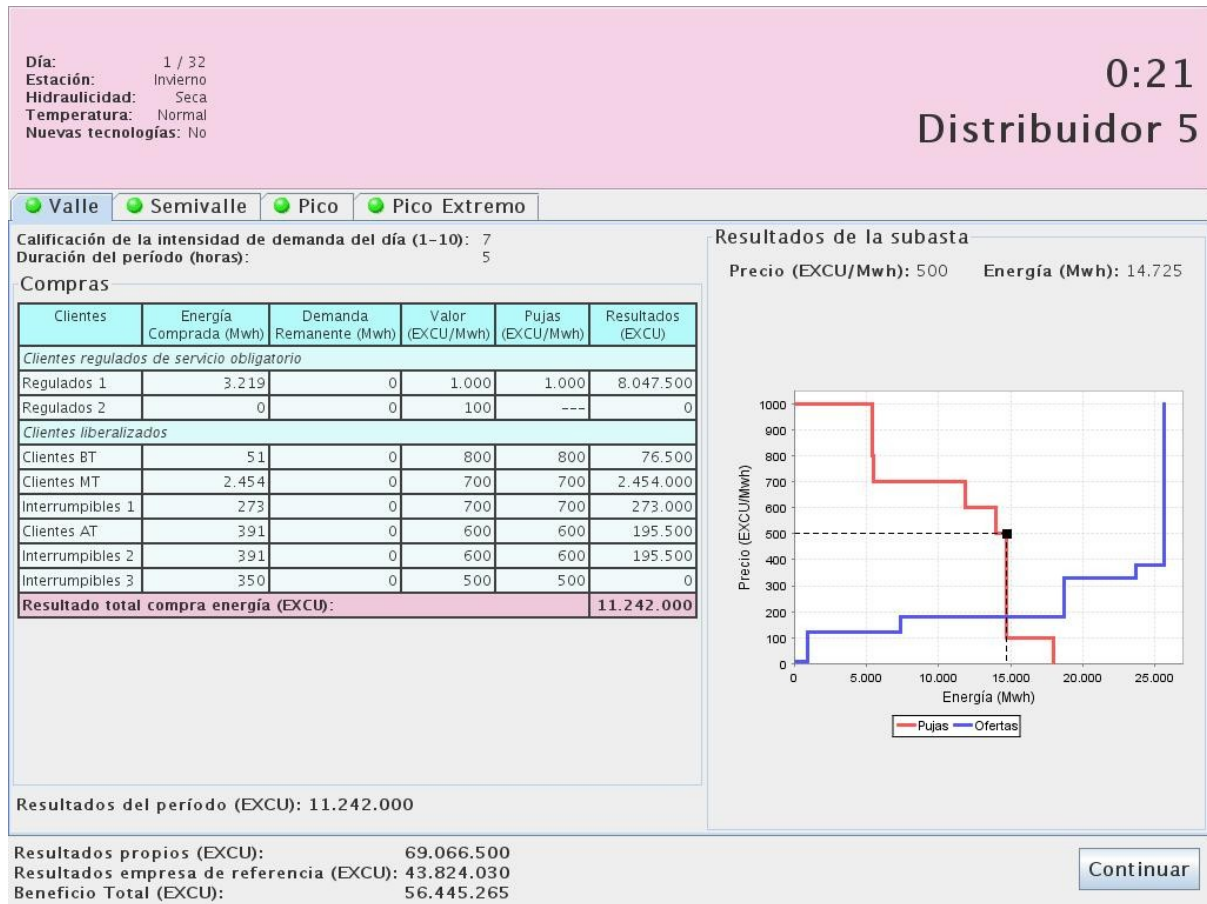 Día: 1 / 32
Estación: Invierno
Hidraulicidad: Seca
Temperatura: Normal
Nuevas tecnologías: No
0:21
Distribuidor 5
Valle Semivalle Pico Pico Extremo
Calificación de la intensidad de demanda del día (1-10): 7
Duración del período (horas): 5
Compras
Clientes Energía Comprada (Mwh) Demanda Remanente (Mwh) Valor (EXCU/Mwh) Pujas (EXCU/Mwh) Resultados (EXCU)
Clientes regulados de servicio obligatorio
Regulados 1 3.219 0 1.000 1.000 8.047.500
Regulados 2 0 0 100 --- 0
Clientes liberalizados
Clientes BT 51 0 800 800 76.500
Clientes MT 2.454 0 700 700 2.454.000
Interrumpibles 1 273 0 700 700 273.000
Clientes AT 391 0 600 600 195.500
Interrumpibles 2 391 0 600 600 195.500
Interrumpibles 3 350 0 500 500 0
Resultado total compra energía (EXCU): 11.242.000
Resultados del período (EXCU): 11.242.000
Resultados de la subasta
Precio (EXCU/Mwh): 500 Energía (Mwh): 14.725
Precio (EXCU/Mwh)
1000
900
800
700
600
500
400
300
200
100
0
0 5.000 10.000 15.000 20.000 25.000
Energía (Mwh)
Pujas Ofertas
Resultados propios (EXCU): 69.066.500
Resultados empresa de referencia (EXCU): 43.824.030
Beneficio Total (EXCU): 56.445.265
Continuar